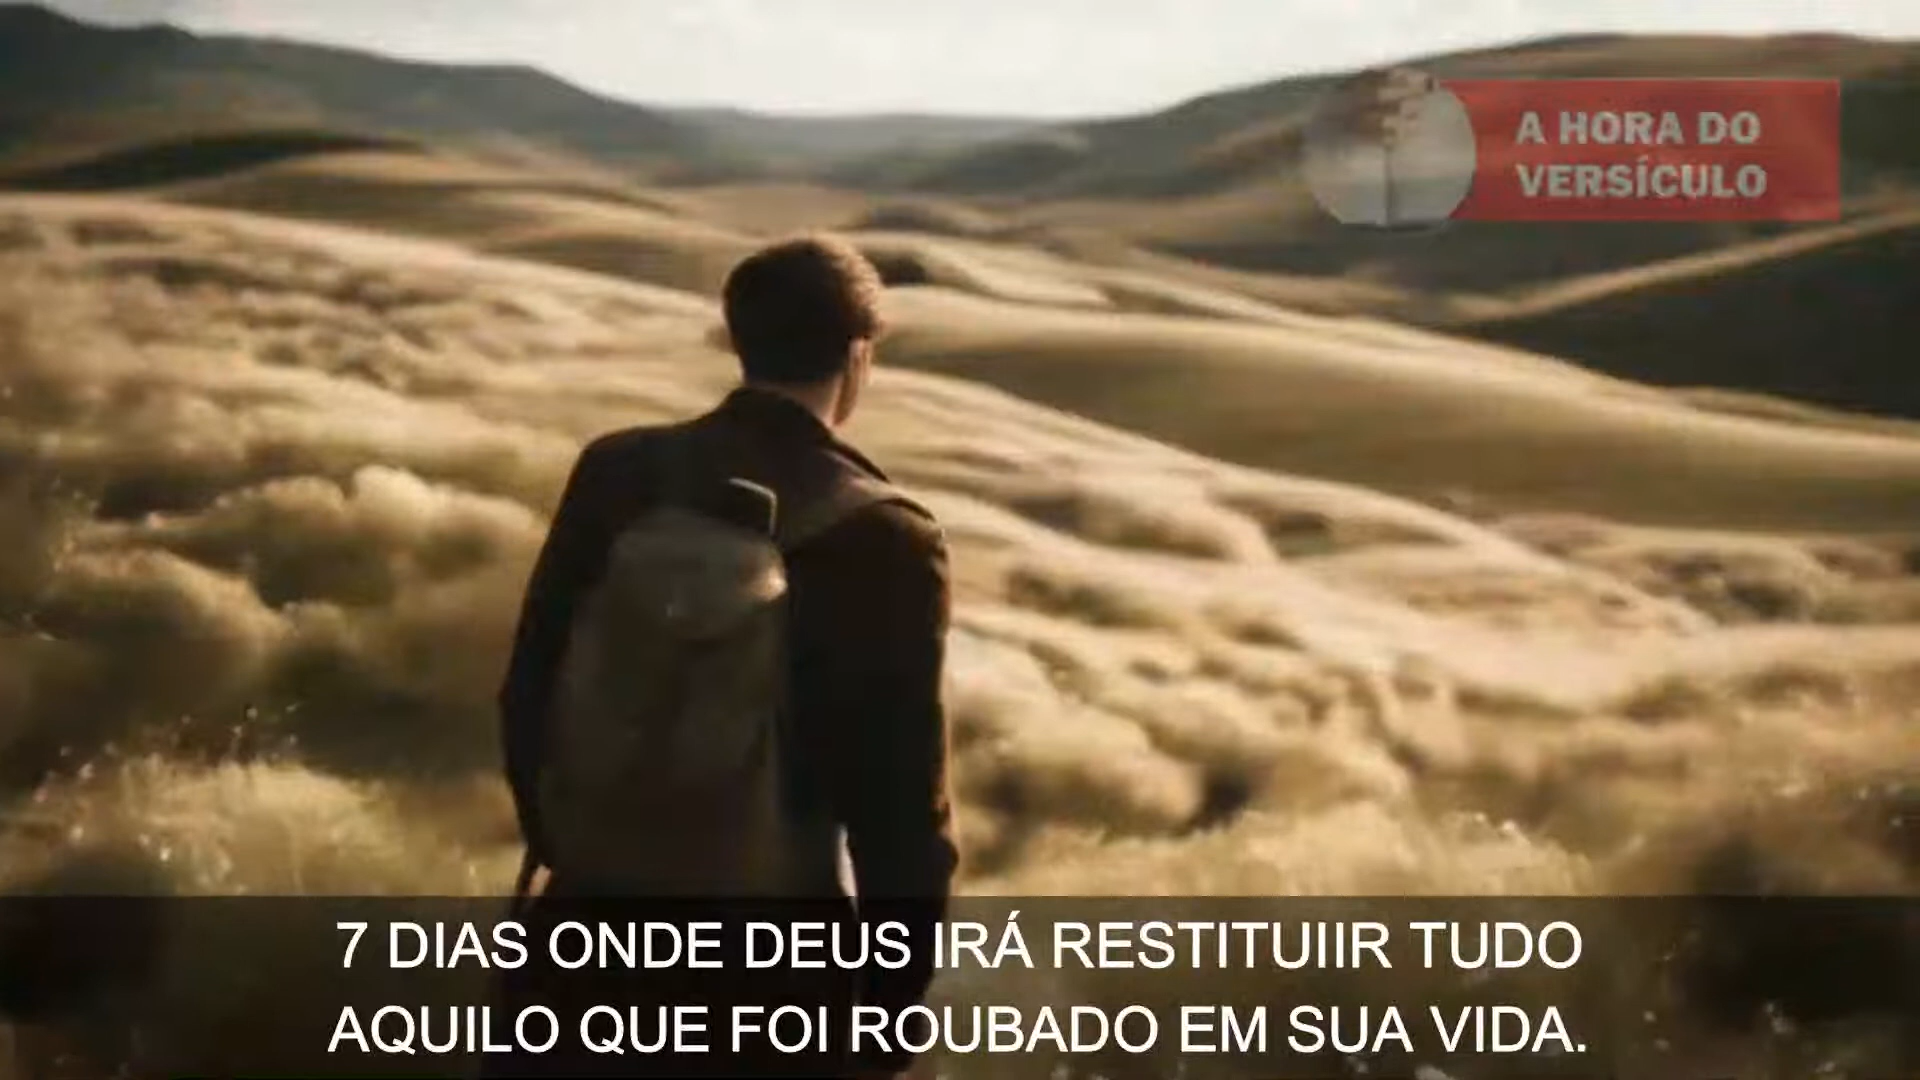 A HORA DO
VERSÍCULO
7 DIAS ONDE DEUS IRÁ RESTITUIIR TUDO
AQUILO QUE FOI ROUBADO EM SUA VIDA.